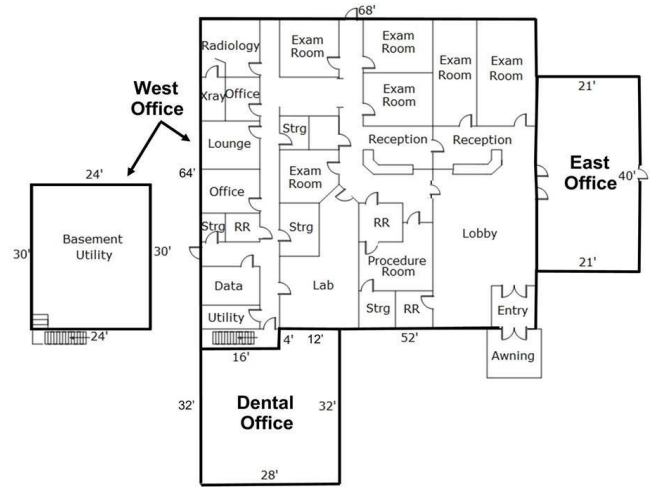 68'
Radiology
Exam
Room
Exam
Room
Exam
Room
Exam
Room
21'
West
Office
Xray
Office
Exam
Room
Strg
Lounge
Reception
Reception
East
Office
40'
64'
24'
Exam
Room
Office
Strg
RR
Strg
RR
Lobby
Basement
Utility
30'
30'
Procedure
Room
21'
Data
Lab
Utility
Strg
RR
Entry
24'
4'
12'
52'
16'
Awning
32'
Dental
Office
32'
28'